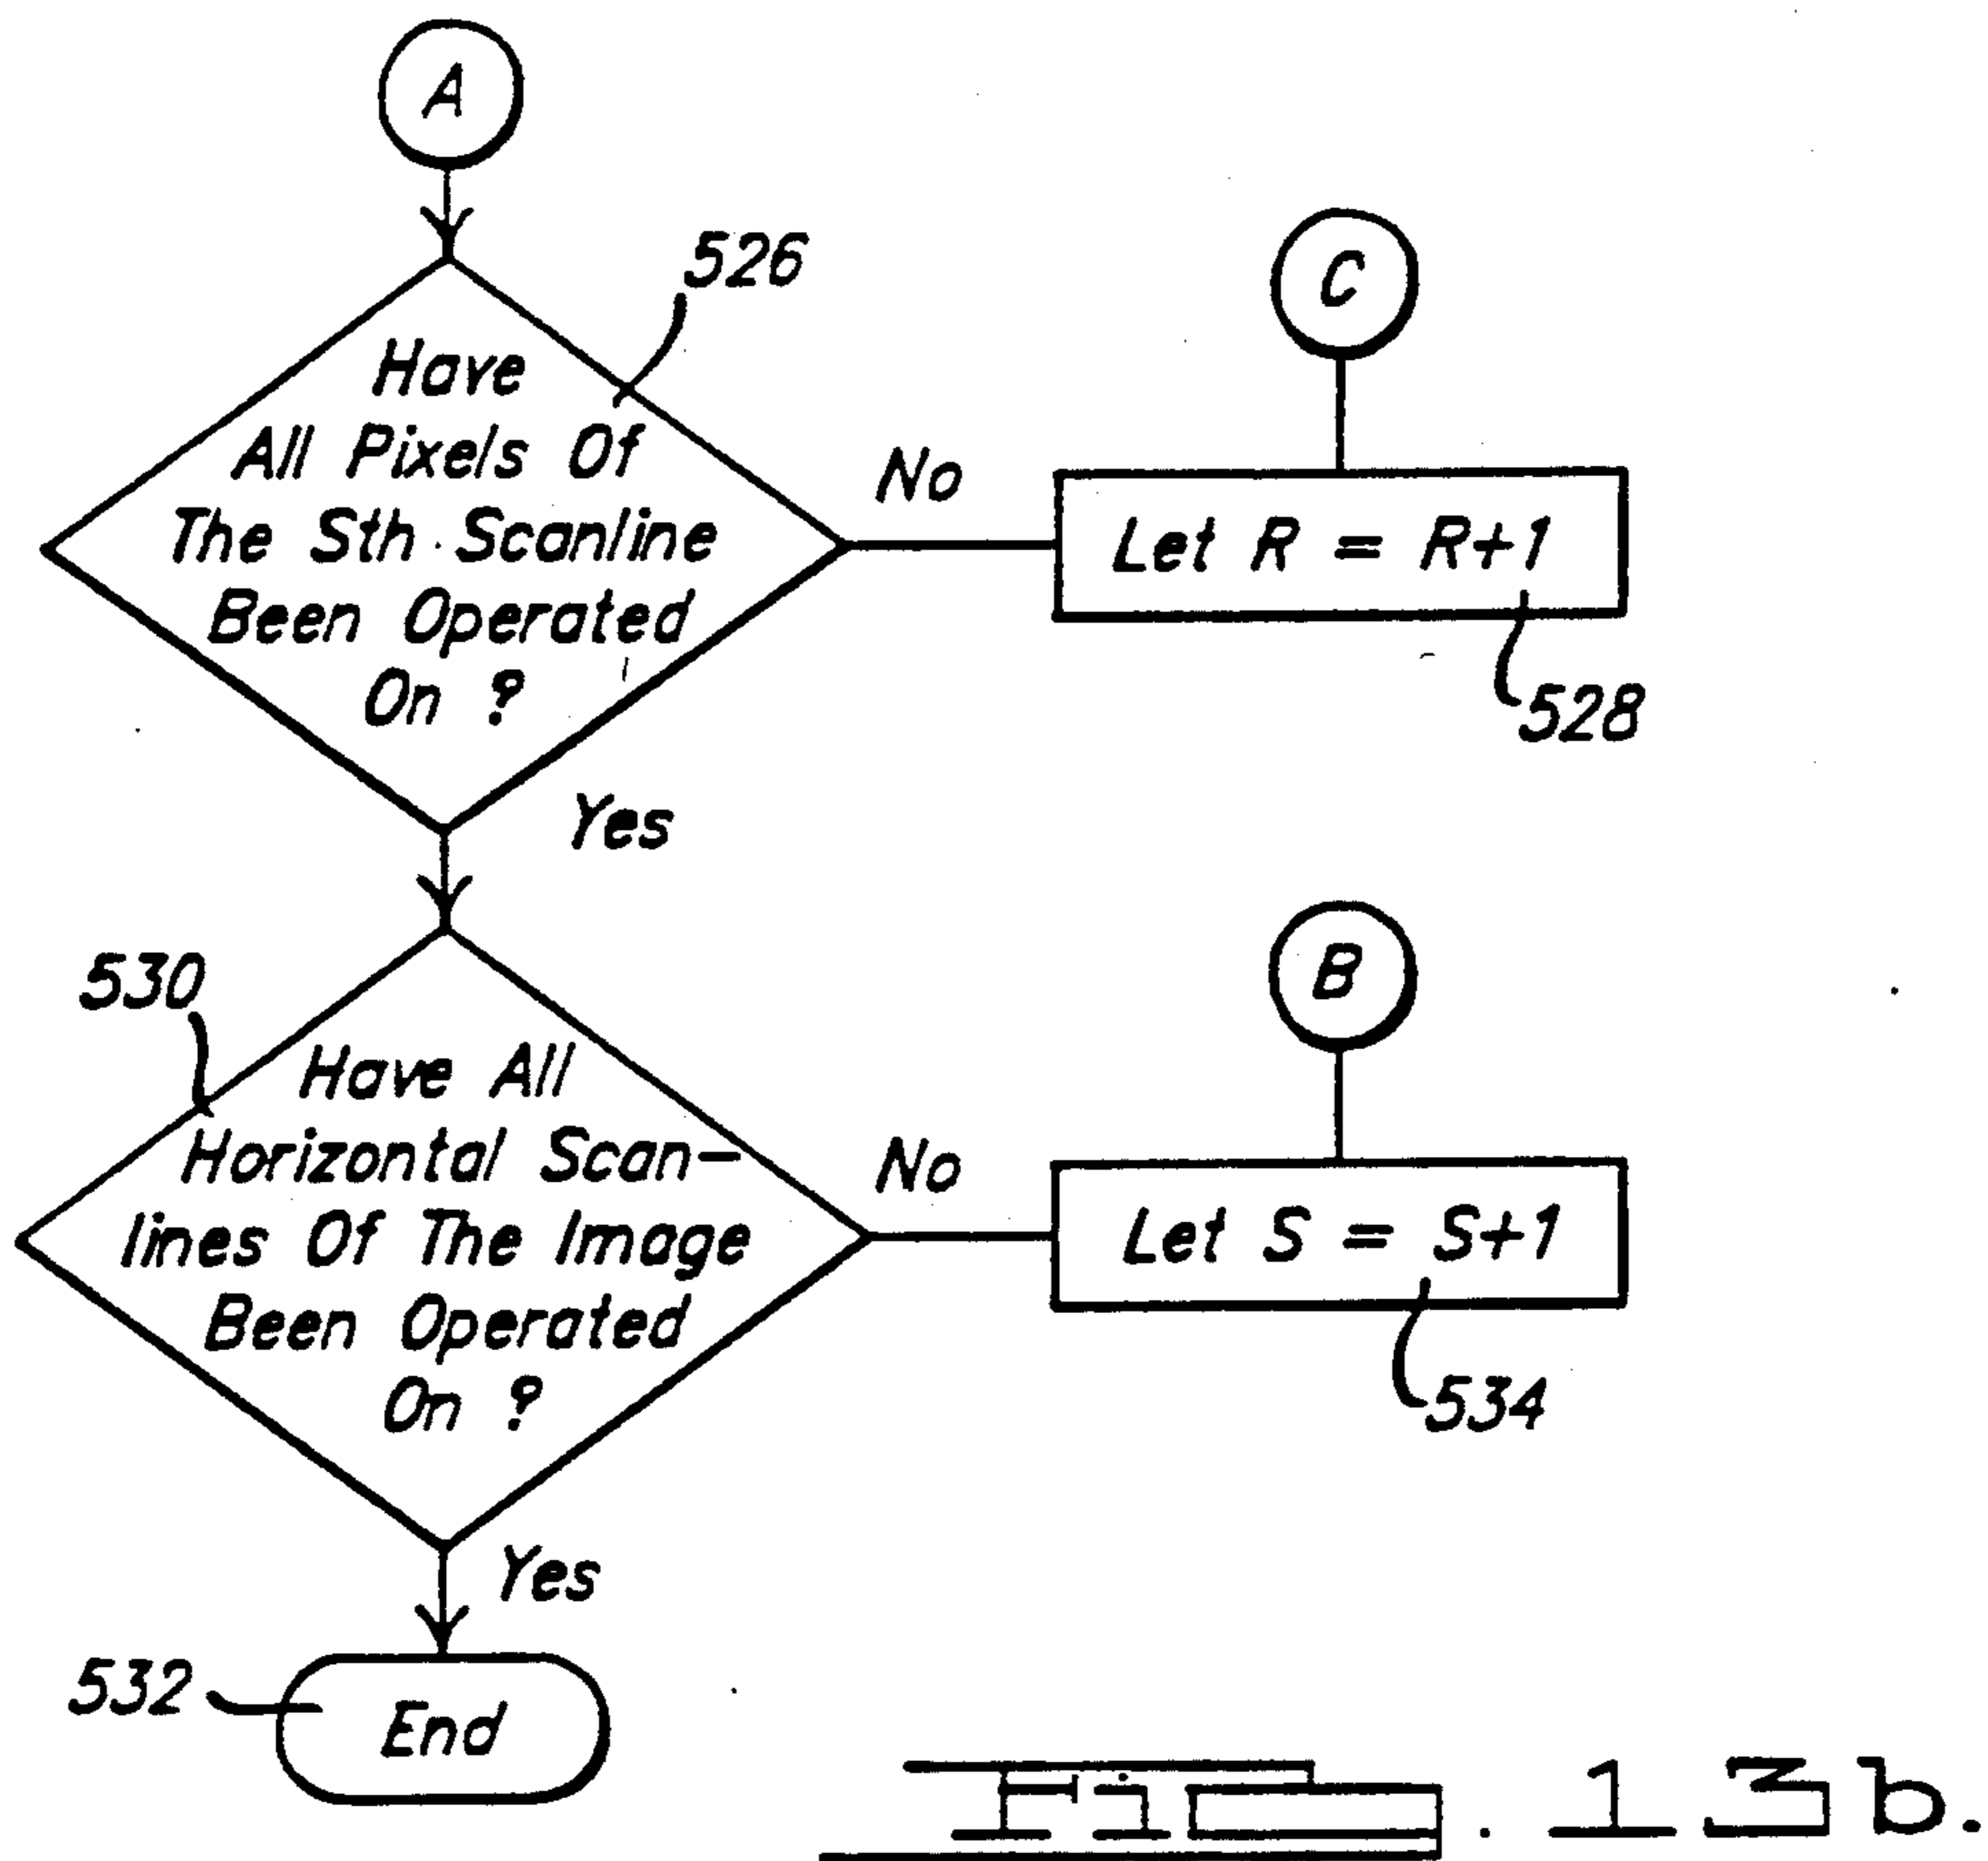 A
526
Have
All Pixels Of
The Sth Scanline
Been Operated
On ?
No
C
Let R = R+1
528
Yes
530
Have All
Horizontal Scan-
lines Of The Image
Been Operated
On ?
No
B
Let S = S+1
534
Yes
532
End
Fig. 13b.